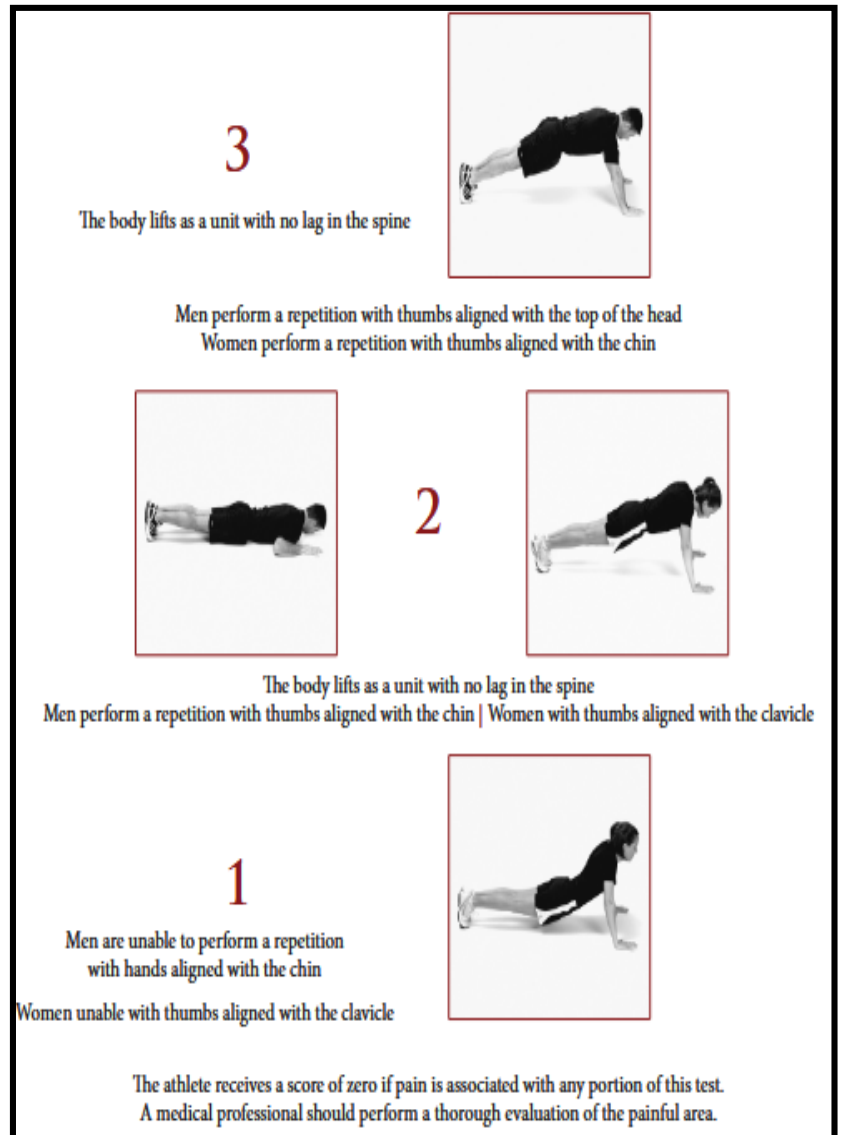 3
The body lifts as a unit with no lag in the spine
Men perform a repetition with thumbs aligned with the top of the head
Women perform a repetition with thumbs aligned with the chin
2
The body lifts as a unit with no lag in the spine
Men perform a repetition with thumbs aligned with the chin | Women with thumbs aligned with the clavicle
1
Men are unable to perform a repetition
with hands aligned with the chin
Women unable with thumbs aligned with the clavicle
The athlete receives a score of zero if pain is associated with any portion of this test.
A medical professional should perform a thorough evaluation of the painful area.